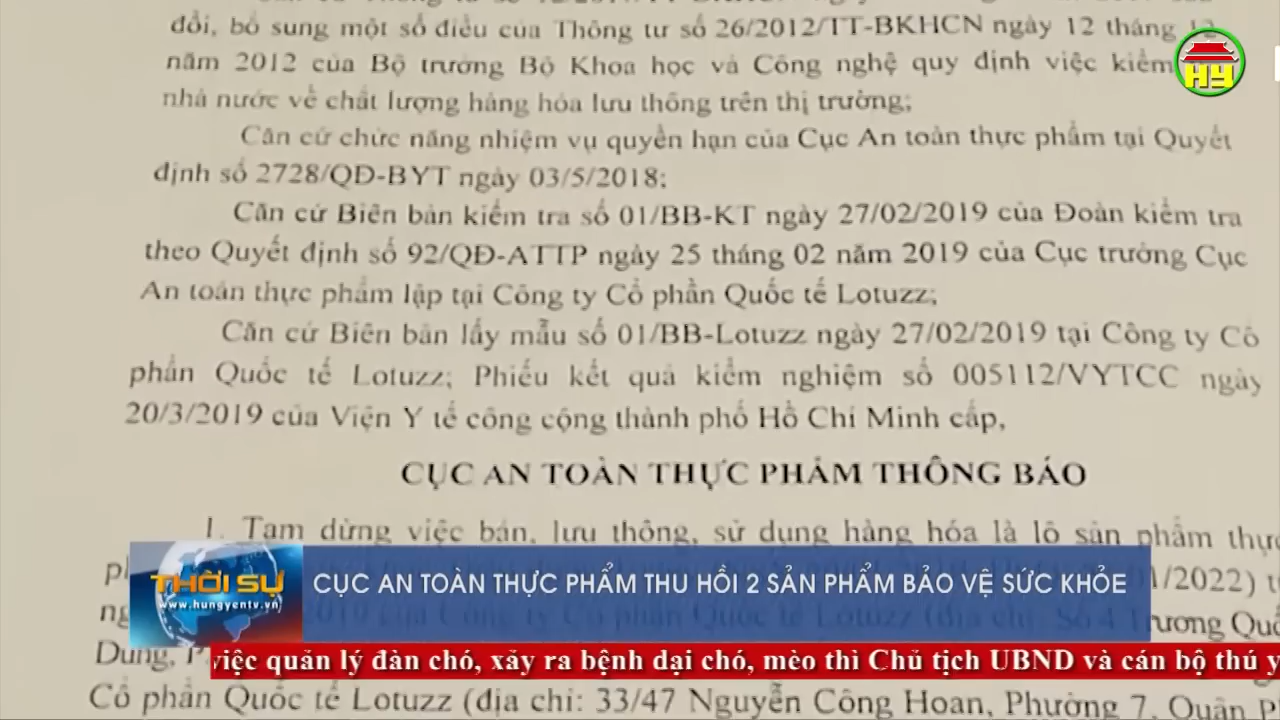 đổi, bổ sung một số điều của Thông tư số 26/2012/TT-BKHCN ngày 12 tháng 12
năm 2012 của Bộ trưởng Bộ Khoa học và Công nghệ quy định việc kiểm
HY
nhà nước về chất lượng hàng hóa lưu thông trên thị trường;
Căn cứ chức năng nhiệm vụ quyền hạn của Cục An toàn thực phẩm tại Quyết
định số 2728/QĐ-BYT ngày 03/5/2018;
Căn cứ Biên bản kiểm tra số 01/BB-KT ngày 27/02/2019 của Đoàn kiểm tra
theo Quyết định số 92/QĐ-ATTP ngày 25 tháng 02 năm 2019 của Cục trưởng Cục
An toàn thực phẩm lập tại Công ty Cổ phần Quốc tế Lotuzz;
Căn cứ Biên bản lấy mẫu số 01/BB-Lotuzz ngày 27/02/2019 tại Công ty Cổ
phần Quốc tế Lotuzz; Phiếu kết quả kiểm nghiệm số 005112/VYTCC ngày
20/3/2019 của Viện Y tế công cộng thành phố Hồ Chí Minh cấp,
CỤC AN TOÀN THỰC PHẨM THÔNG BÁO
1. Tạm dừng việc bán, lưu thông, sử dụng hàng hóa là lô sản phẩm thực
1/2022)
THỜI SỰ
www.hungyentv.vn
CỤC AN TOÀN THỰC PHẨM THU HỒI 2 SẢN PHẨM BẢO VỆ SỨC KHỎE
ương Quố
Dung,
việc quản lý đàn chó, xảy ra bệnh dại chó, mèo thì Chủ tịch UBND và cán bộ thú y
Cổ phần Quốc tế Lotuzz (địa chỉ: 33/47 Nguyễn Công Hoan, Phường 7, Quận P